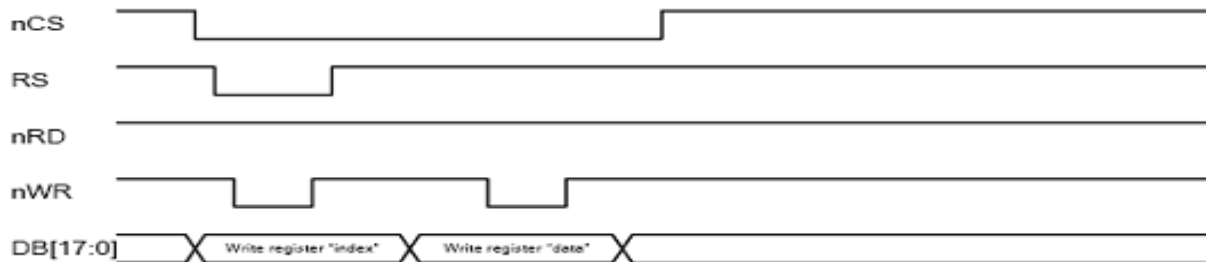 nCS
RS
nRD
nWR
DB[17:0] Write register "index" Write register "data"